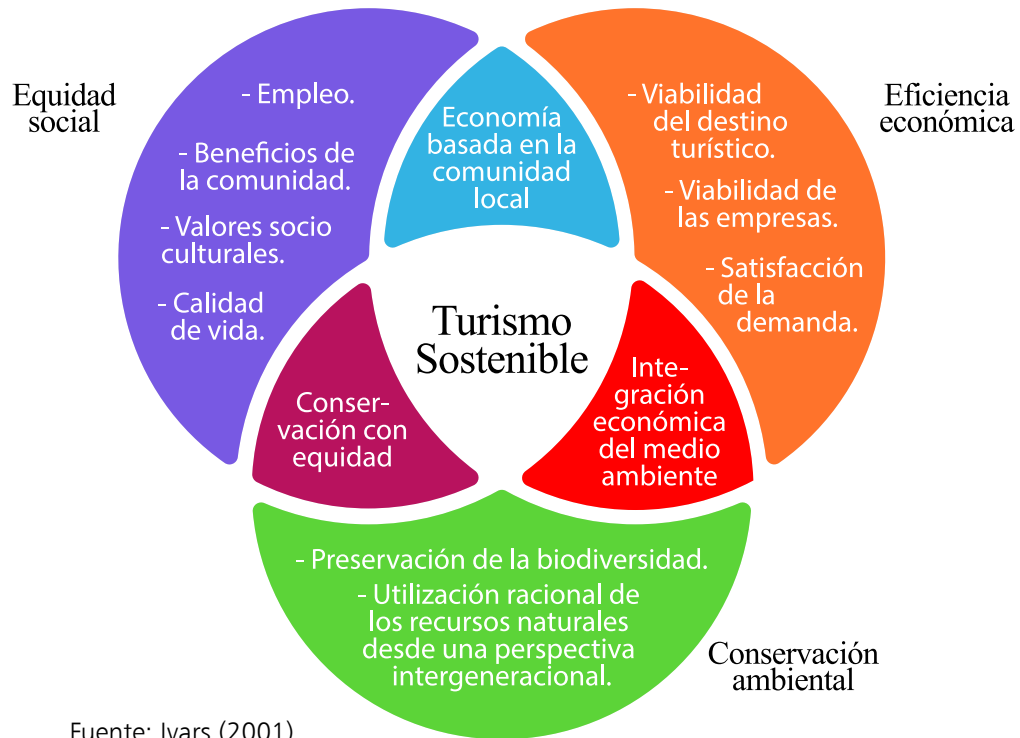 Equidad
social
- Empleo.
- Beneficios de
la comunidad.
- Valores socio
culturales.
- Calidad
de vida.
Economía
basada en la
comunidad
local
- Viabilidad
del destino
turístico.
- Viabilidad de
las empresas.
- Satisfacción
de la
demanda.
Eficiencia
económica
Turismo
Sostenible
Conser-
vación con
equidad
Inte-
gración
económica
del medio
ambiente
- Preservación de la biodiversidad.
- Utilización racional de
los recursos naturales
desde una perspectiva
intergeneracional.
Conservación
ambiental
Fuente: Ivars (2001)